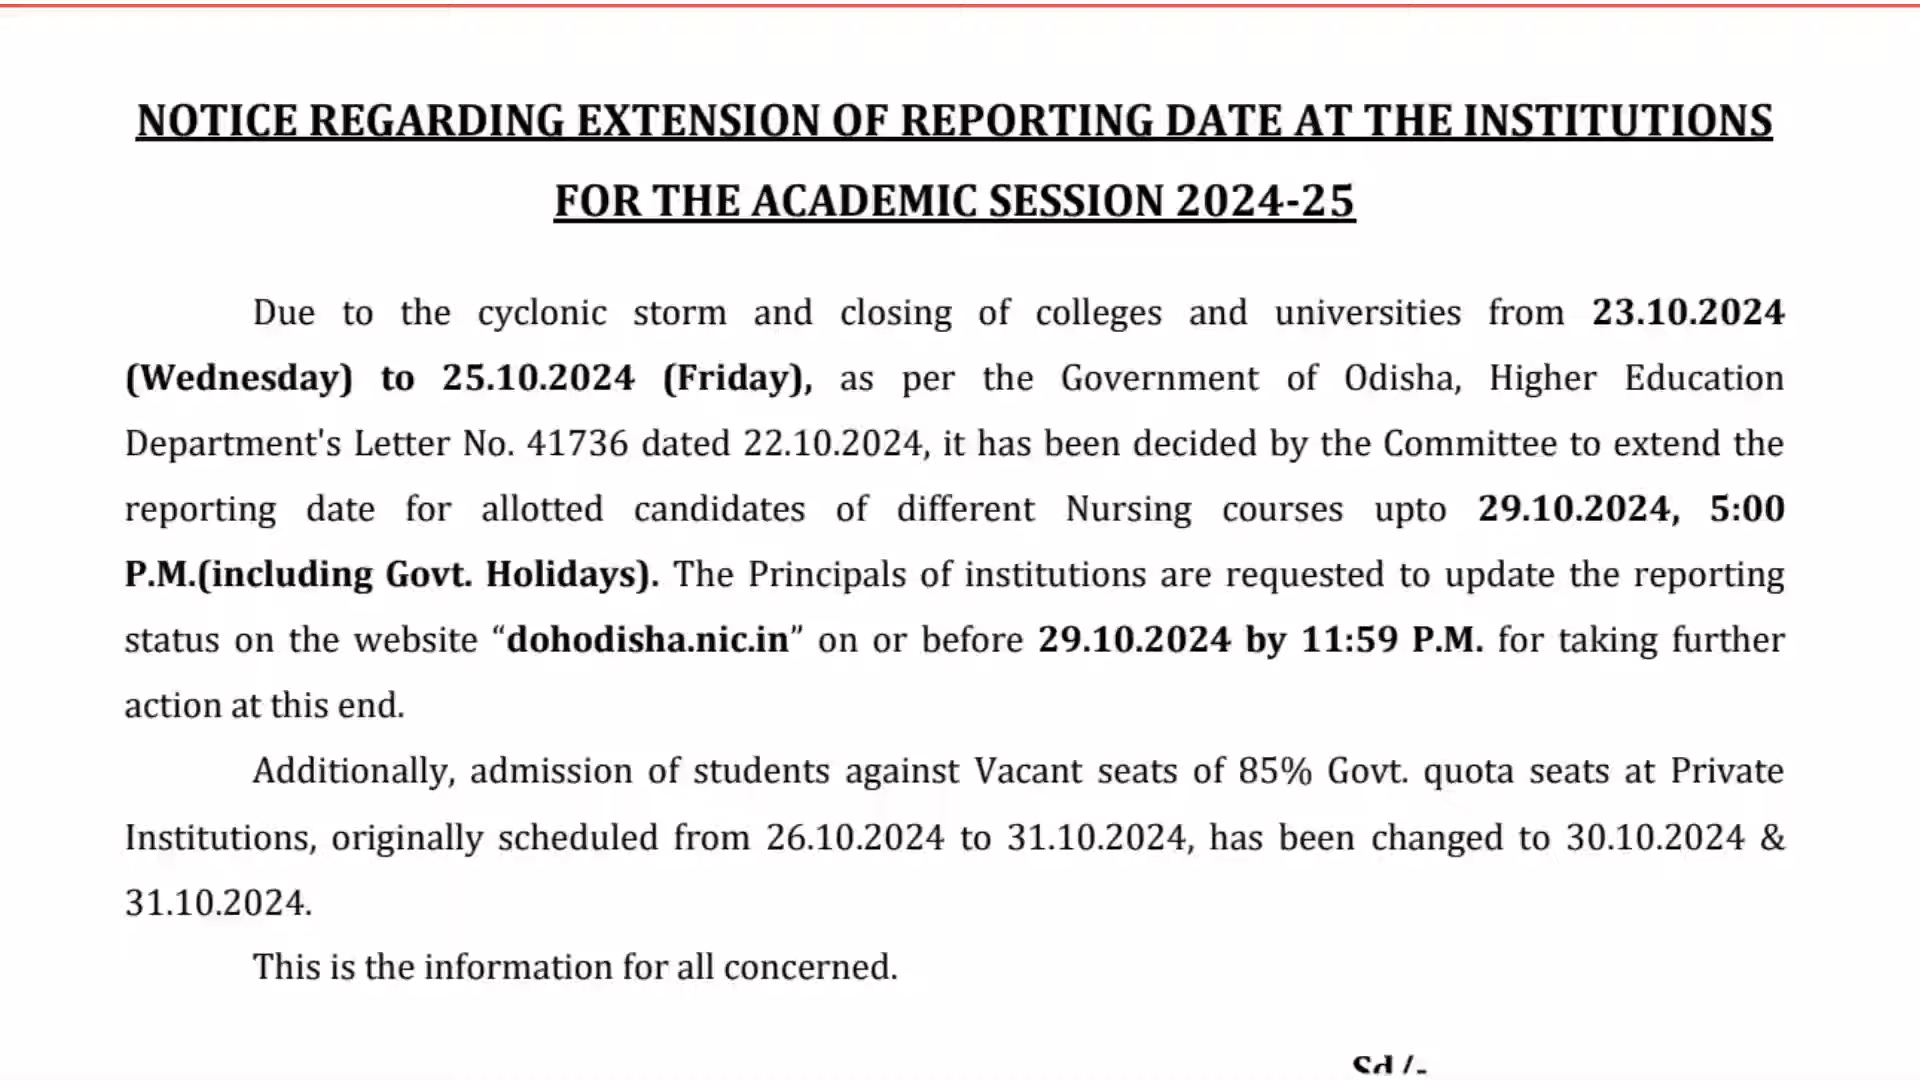 NOTICE REGARDING EXTENSION OF REPORTING DATE AT THE INSTITUTIONS
FOR THE ACADEMIC SESSION 2024-25
Due to the cyclonic storm and closing of colleges and universities from 23.10.2024
(Wednesday) to 25.10.2024 (Friday), as per the Government of Odisha, Higher Education
Department's Letter No. 41736 dated 22.10.2024, it has been decided by the Committee to extend the
reporting date for allotted candidates of different Nursing courses upto 29.10.2024, 5:00
P.M.(including Govt. Holidays). The Principals of institutions are requested to update the reporting
status on the website “dohodisha.nic.in” on or before 29.10.2024 by 11:59 P.M. for taking further
action at this end.
Additionally, admission of students against Vacant seats of 85% Govt. quota seats at Private
Institutions, originally scheduled from 26.10.2024 to 31.10.2024, has been changed to 30.10.2024 &
31.10.2024.
This is the information for all concerned.
Sd/-